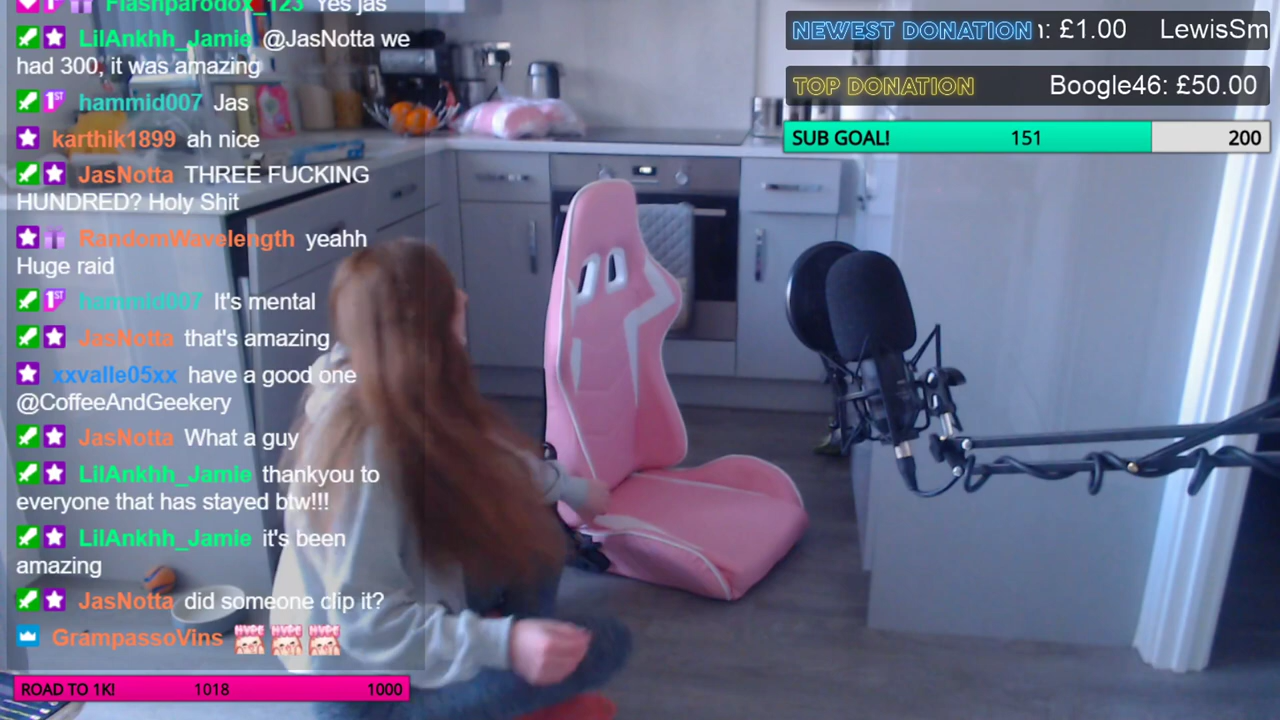 Flashparodox_123 Yes jas
LilAnkhh_Jamie @JasNotta we
had 300, it was amazing
hammid007 Jas
karthik1899 ah nice
JasNotta THREE FUCKING
HUNDRED? Holy Shit
RandomWavelength yeahh
Huge raid
hammid007 It's mental
JasNotta that's amazing
xxvalle05xx have a good one
@CoffeeAndGeekery
JasNotta What a guy
LilAnkhh_Jamie thankyou to
everyone that has stayed btw!!!
LilAnkhh_Jamie it's been
amazing
JasNotta did someone clip it?
GrampassoVins HYPE HYPE HYPE
ROAD TO 1K! 1018 1000
NEWEST DONATION : £1.00 LewisSm
TOP DONATION Boogle46: £50.00
SUB GOAL! 151 200